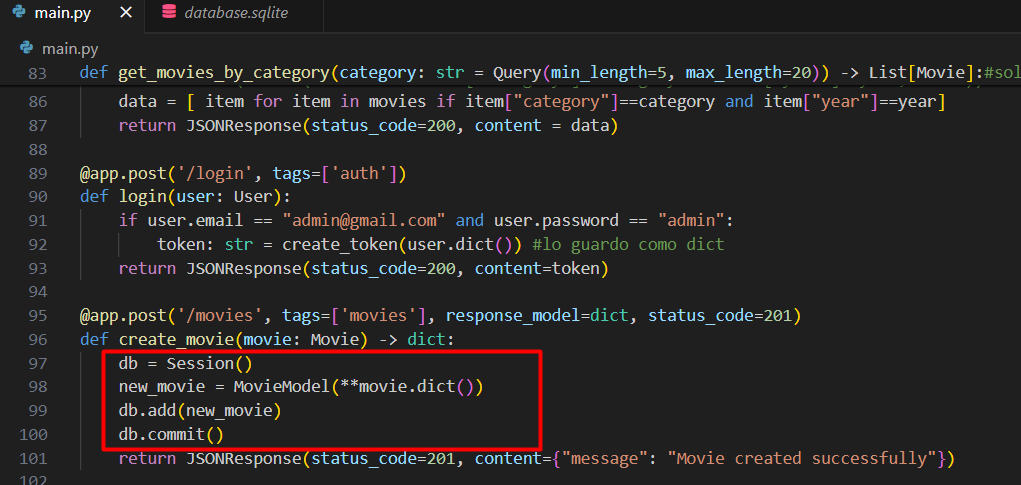 main.py
database.sqlite
main.py
83 def get_movies_by_category(category: str = Query(min_length=5, max_length=20)) -> List[Movie]:#sol
86 data = [ item for item in movies if item["category"]==category and item["year"]==year]
87 return JSONResponse(status_code=200, content = data)
88
89 @app.post('/login', tags=['auth'])
90 def login(user: User):
91 if user.email == "admin@gmail.com" and user.password == "admin":
92 token: str = create_token(user.dict()) #lo guardo como dict
93 return JSONResponse(status_code=200, content=token)
94
95 @app.post('/movies', tags=['movies'], response_model=dict, status_code=201)
96 def create_movie(movie: Movie) -> dict:
97 db = Session()
98 new_movie = MovieModel(**movie.dict())
99 db.add(new_movie)
100 db.commit()
101 return JSONResponse(status_code=201, content={"message": "Movie created successfully"})
102